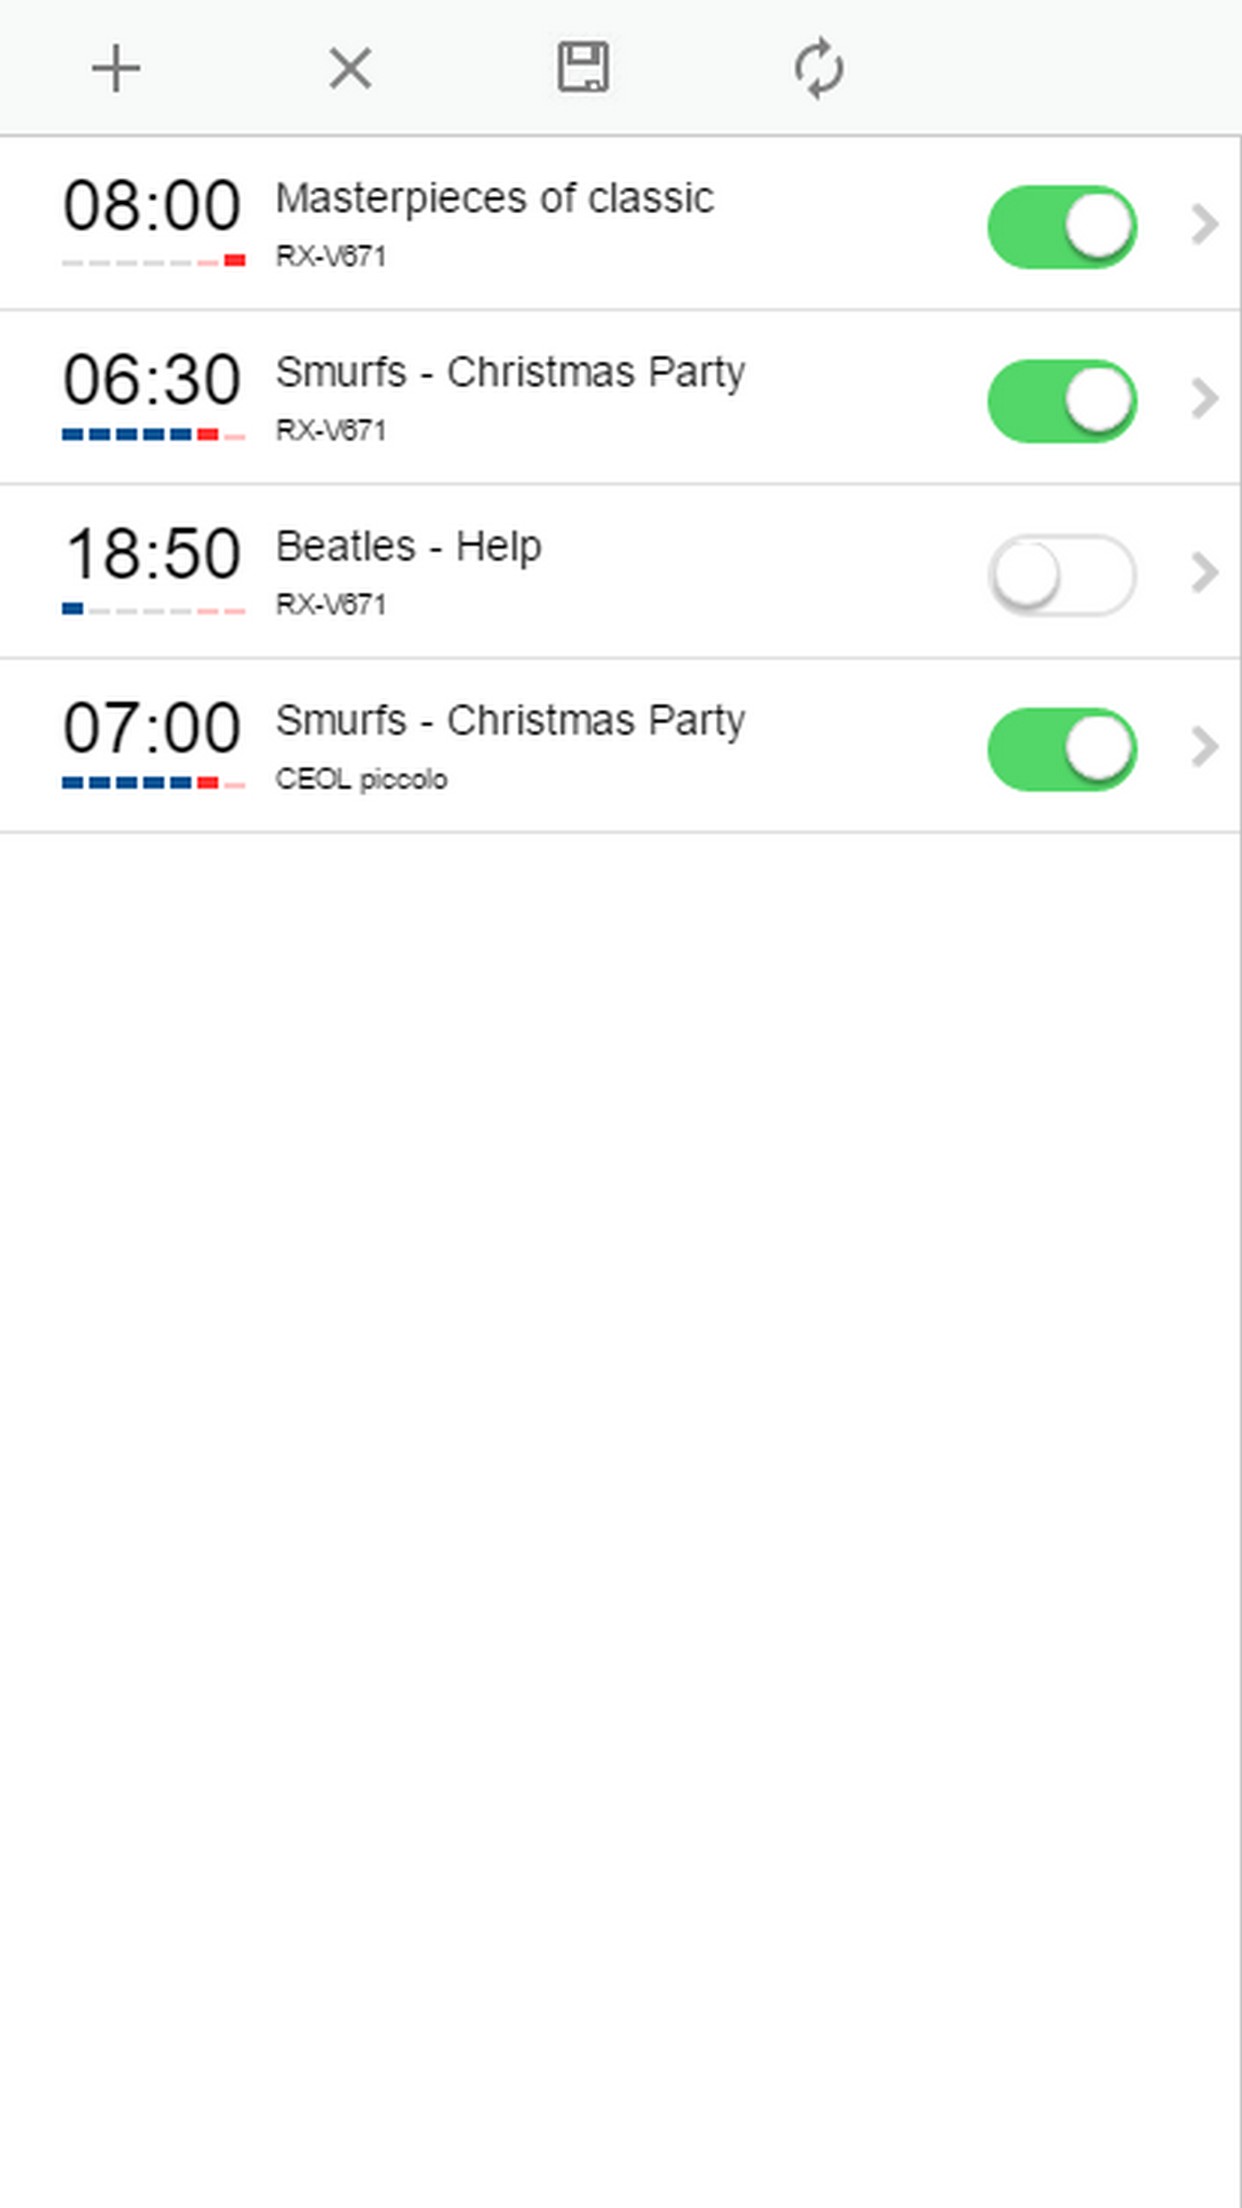 08:00
Masterpieces of classic
RX-V671
06:30
Smurfs - Christmas Party
RX-V671
18:50
Beatles - Help
RX-V671
07:00
Smurfs - Christmas Party
CEOL piccolo